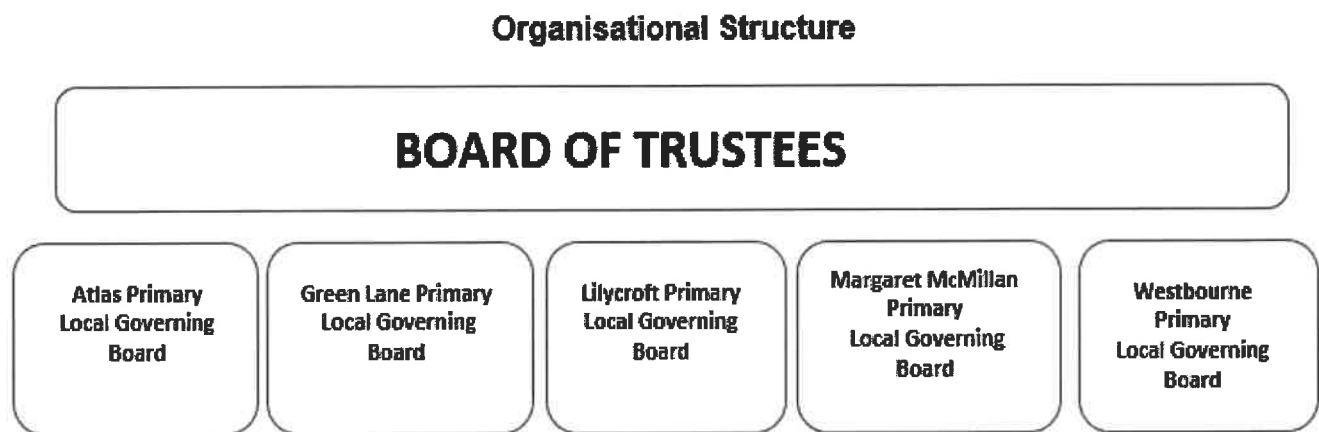 Organisational Structure
BOARD OF TRUSTEES
Atlas Primary
Local Governing
Board
Green Lane Primary
Local Governing
Board
Lilycroft Primary
Local Governing
Board
Margaret McMillan
Primary
Local Governing
Board
Westbourne
Primary
Local Governing
Board